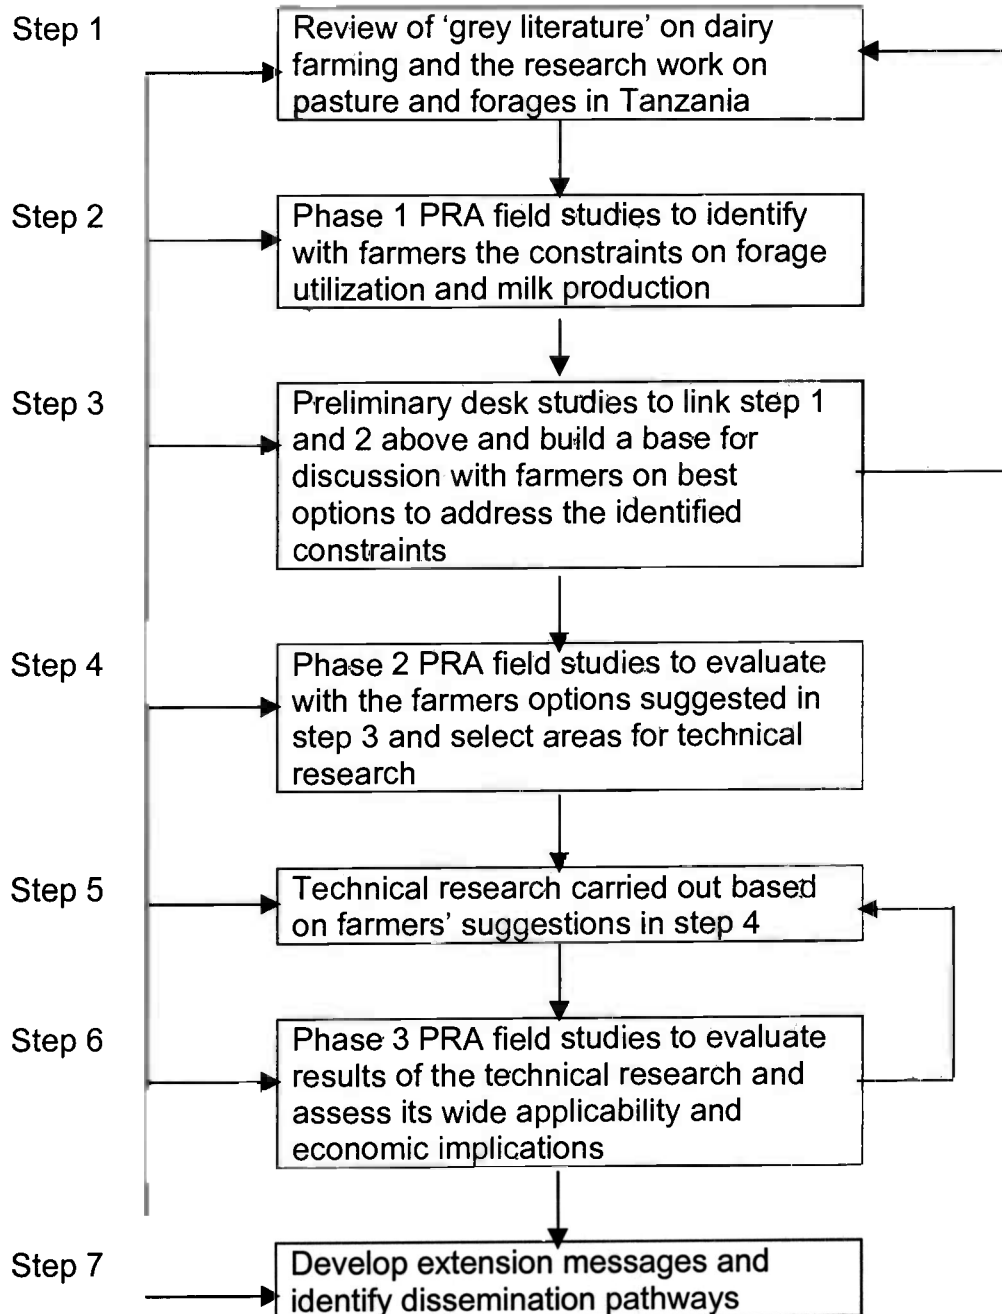 Step 1
Review of ‘grey literature’ on dairy
farming and the research work on
pasture and forages in Tanzania
Step 2
Phase 1 PRA field studies to identify
with farmers the constraints on forage
utilization and milk production
Step 3
Preliminary desk studies to link step 1
and 2 above and build a base for
discussion with farmers on best
options to address the identified
constraints
Step 4
Phase 2 PRA field studies to evaluate
with the farmers options suggested in
step 3 and select areas for technical
research
Step 5
Technical research carried out based
on farmers’ suggestions in step 4
Step 6
Phase 3 PRA field studies to evaluate
results of the technical research and
assess its wide applicability and
economic implications
Step 7
Develop extension messages and
identify dissemination pathways